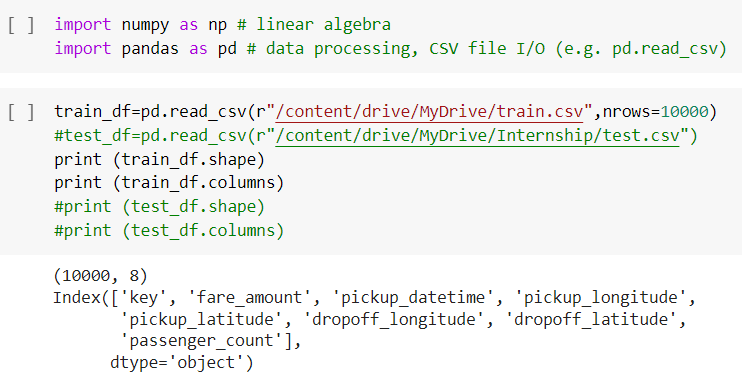 [ ] import numpy as np # linear algebra
import pandas as pd # data processing, CSV file I/O (e.g. pd.read_csv)
[ ] train_df=pd.read_csv(r"/content/drive/MyDrive/train.csv",nrows=10000)
#test_df=pd.read_csv(r"/content/drive/MyDrive/Internship/test.csv")
print (train_df.shape)
print (train_df.columns)
#print (test_df.shape)
#print (test_df.columns)
(10000, 8)
Index(['key', 'fare_amount', 'pickup_datetime', 'pickup_longitude',
'pickup_latitude', 'dropoff_longitude', 'dropoff_latitude',
'passenger_count'],
dtype='object')